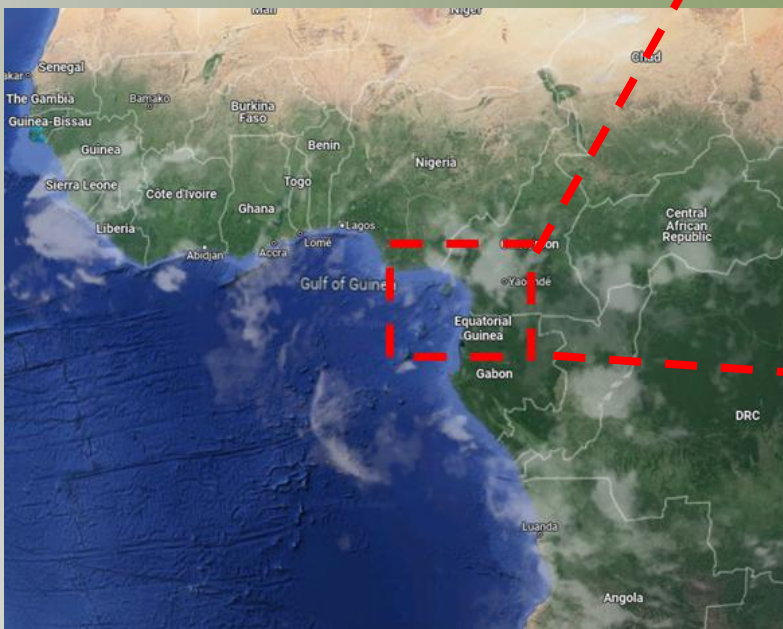 Mali
Niger
Chad
Senegal
The Gambia
Bamako
Guinea-Bissau
Burkina
Faso
Guinea
Benin
Nigeria
Sierra Leone
Côte d'Ivoire
Togo
Ghana
Central
African
Republic
Liberia
Lagos
Lomé
Abidjan
Accra
Gulf of Guinea
Yaoundé
Equatorial
Guinea
Gabon
DRC
Luanda
Angola